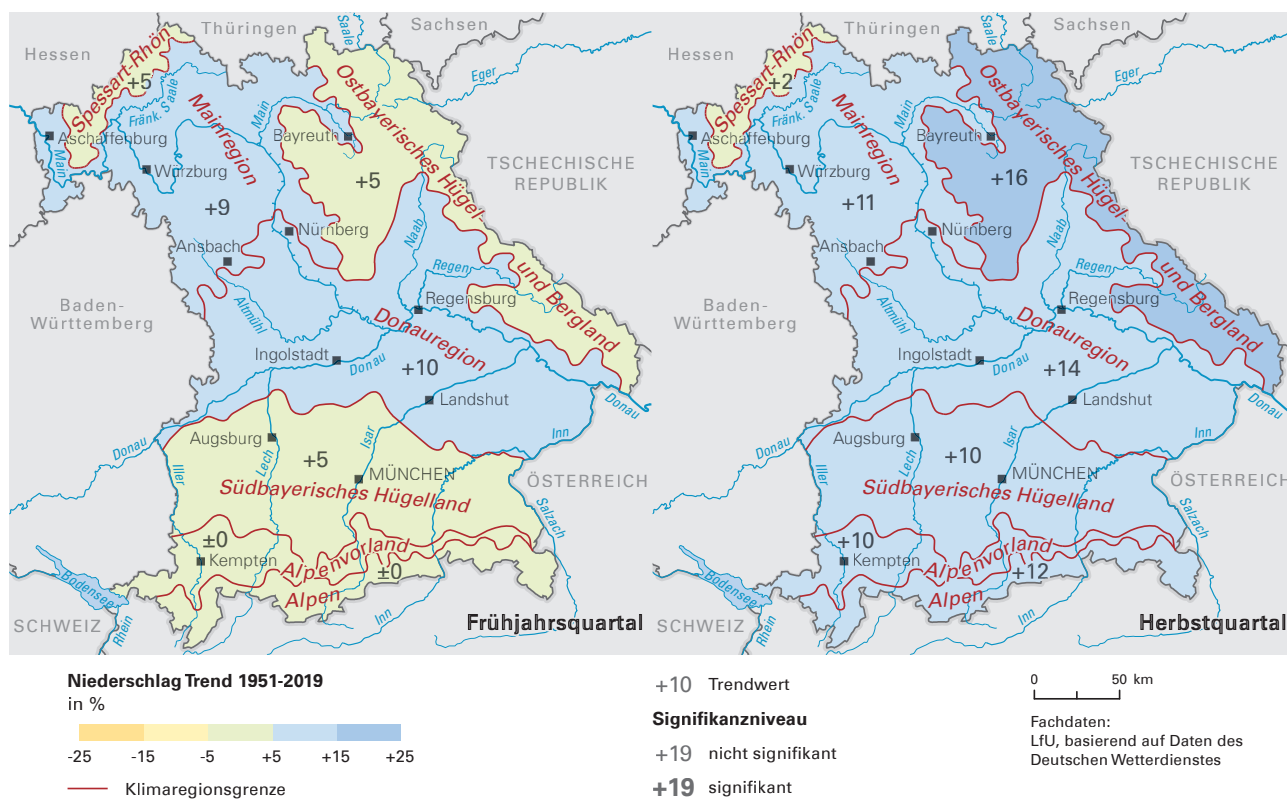 Thüringen
Sachsen
Hessen
Saale
Eger
Spessart-Rhön
+5
Fränk. Saale
Main
Mainregion
Ostbayerisches Hügel-
und Bergland
Aschaffenburg
Main
Bayreuth
Würzburg
TSCHECHISCHE
REPUBLIK
+5
+9
Nürnberg
Naab
Ansbach
Regen
Baden-
Württemberg
Altmühl
Regensburg
Donauregion
Ingolstadt
Donau
+10
Landshut
Donau
Donau
Augsburg
Isar
Inn
Iller
Lech
+5
MÜNCHEN
ÖSTERREICH
Südbayerisches Hügelland
Salzach
±0
Kempten
Alpenvorland
±0
Alpen
Bodensee
SCHWEIZ
Rhein
Inn
Frühjahrsquartal
Thüringen
Sachsen
Hessen
Saale
Eger
Spessart-Rhön
+2
Fränk. Saale
Main
Mainregion
Ostbayerisches Hügel-
und Bergland
Aschaffenburg
Main
Bayreuth
Würzburg
TSCHECHISCHE
REPUBLIK
+16
+11
Nürnberg
Naab
Ansbach
Regen
Baden-
Württemberg
Altmühl
Regensburg
Donauregion
Ingolstadt
Donau
+14
Landshut
Donau
Donau
Augsburg
Isar
Inn
Iller
Lech
+10
MÜNCHEN
ÖSTERREICH
Südbayerisches Hügelland
Salzach
+10
Kempten
Alpenvorland
+12
Alpen
Bodensee
SCHWEIZ
Rhein
Inn
Herbstquartal
Niederschlag Trend 1951-2019
in %
-25 -15 -5 +5 +15 +25
Klimaregionsgrenze
+10 Trendwert
Signifikanzniveau
+19 nicht signifikant
+19 signifikant
0 50 km
Fachdaten:
LfU, basierend auf Daten des
Deutschen Wetterdienstes